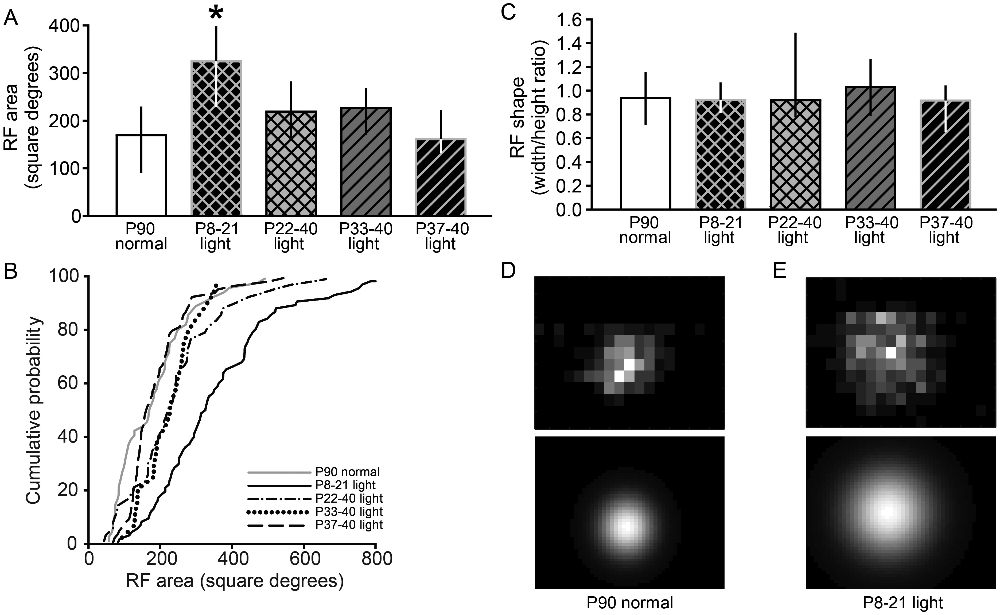 A
*
RF area
(square degrees)
400
300
200
100
0
P90
normal
P8-21
light
P22-40
light
P33-40
light
P37-40
light
C
RF shape
(width/height ratio)
1.6
1.4
1.2
1.0
0.8
0.6
0.4
0.2
0.0
P90
normal
P8-21
light
P22-40
light
P33-40
light
P37-40
light
B
Cumulative probability
100
80
60
40
20
0
0 200 400 600 800
RF area (square degrees)
P90 normal
P8-21 light
P22-40 light
P33-40 light
P37-40 light
D
P90 normal
E
P8-21 light